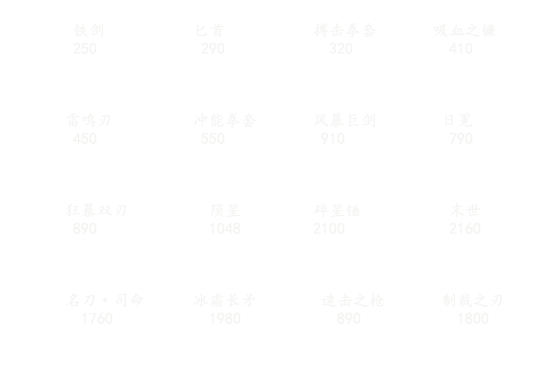 铁剑 匕首 搏击拳套 吸血之镰
250 290 320 410
雷鸣刃 冲能拳套 风暴巨剑 日冕
450 550 910 790
狂暴双刃 陨星 碎星锤 末世
890 1048 2100 2160
名刀·司命 冰霜长矛 速击之枪 制裁之刃
1760 1980 890 1800